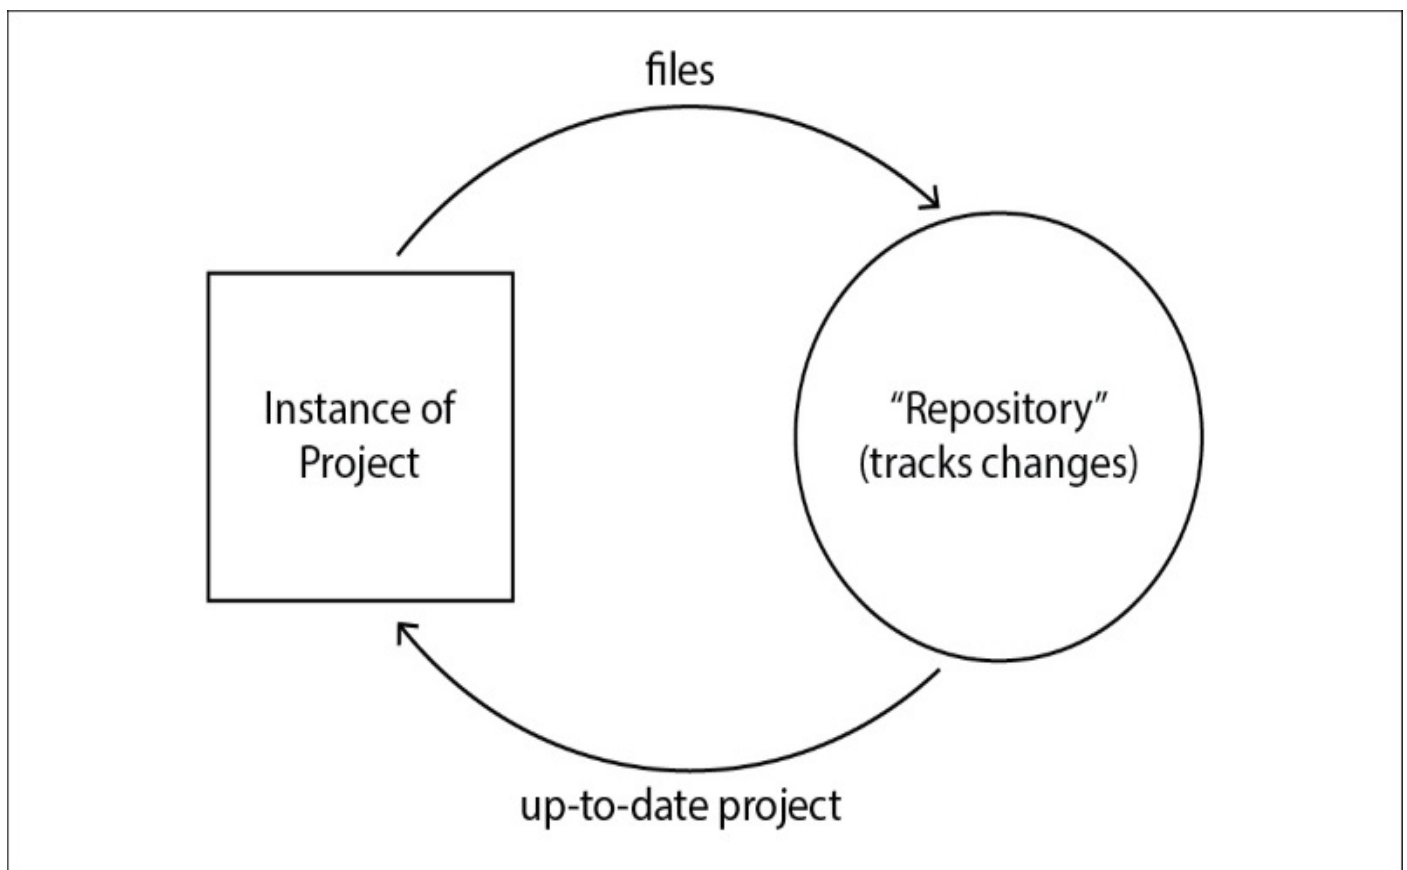 files
Instance of
Project
“Repository”
(tracks changes)
up-to-date project